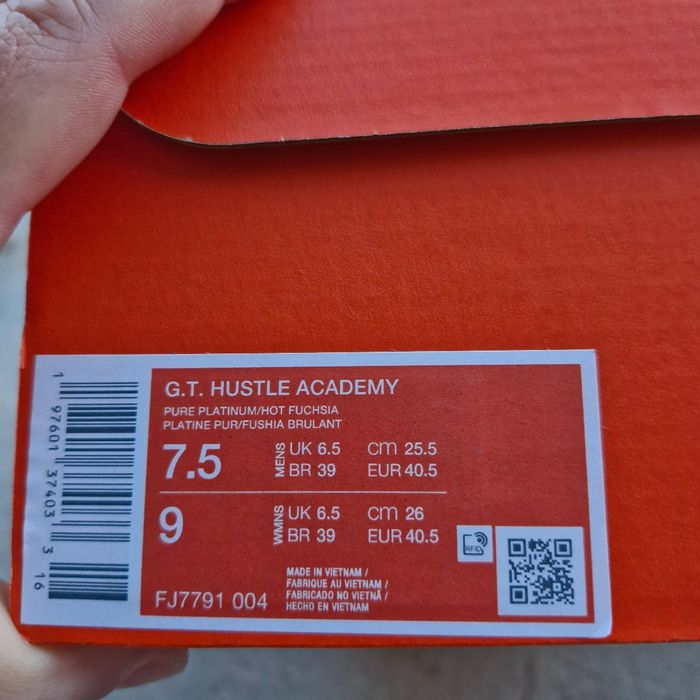 G.T. HUSTLE ACADEMY
PURE PLATINUM/HOT FUCHSIA
PLATINE PUR/FUSHIA BRULANT
7.5 MENS UK 6.5 cm 25.5
BR 39 EUR 40.5
9 WMNS UK 6.5 cm 26
BR 39 EUR 40.5
RFID
MADE IN VIETNAM /
FABRIQUE AU VIETNAM /
FABRICADO NO VIETNÃ /
HECHO EN VIETNAM
FJ7791 004
1 97601 37403 3 16